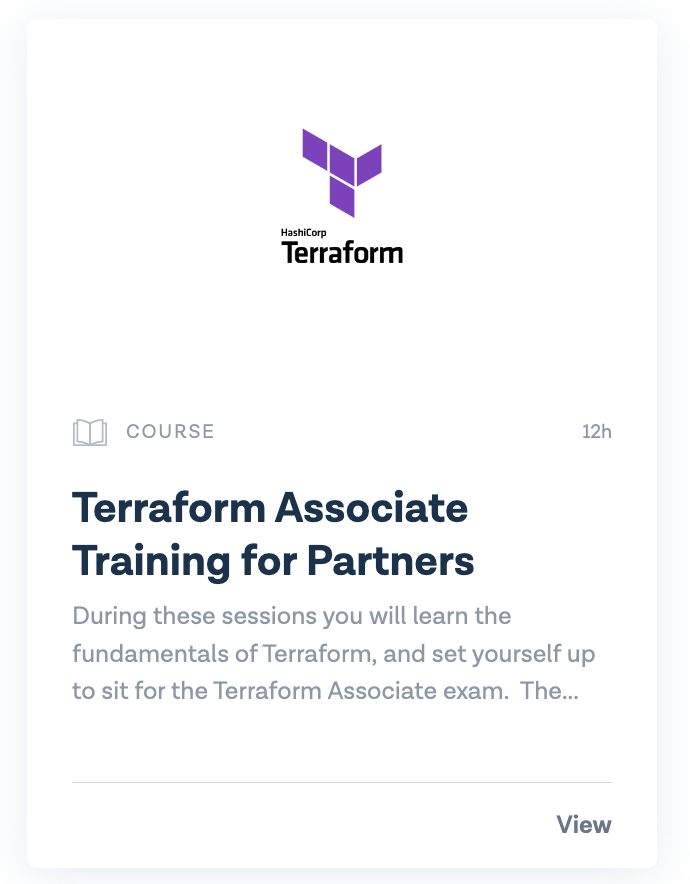 HashiCorp
Terraform
COURSE 12h
Terraform Associate
Training for Partners
During these sessions you will learn the
fundamentals of Terraform, and set yourself up
to sit for the Terraform Associate exam.  The...
View